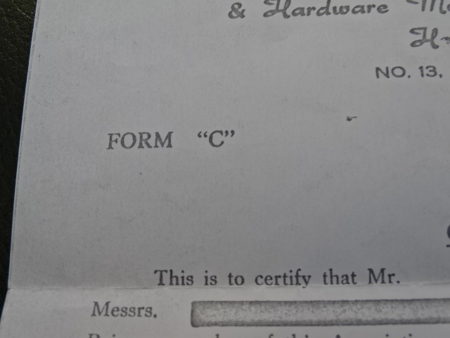 & Hardware
NO. 13,
FORM "C"
This is to certify that Mr.
Messrs.